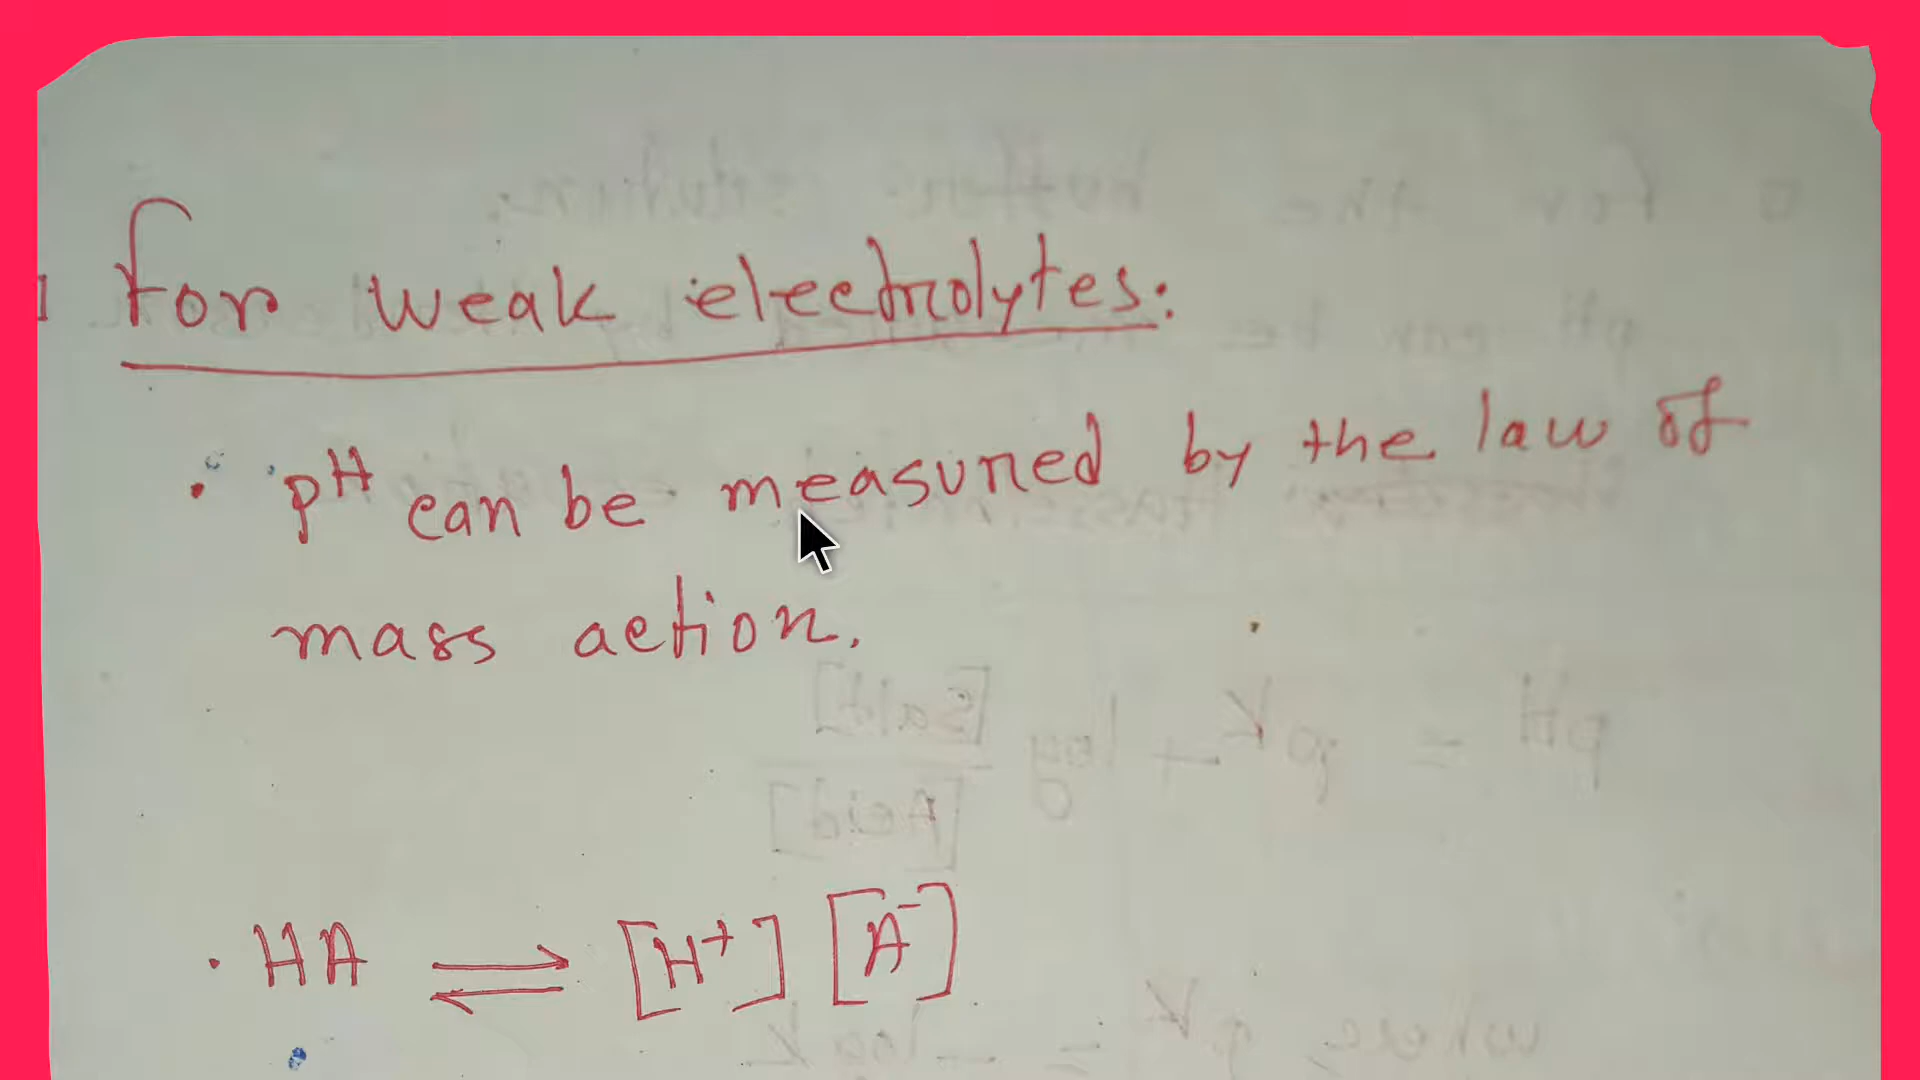 For weak electrolytes:
• pH can be measured by the law of
mass action.
• HA ⇌ [H⁺] [A⁻]